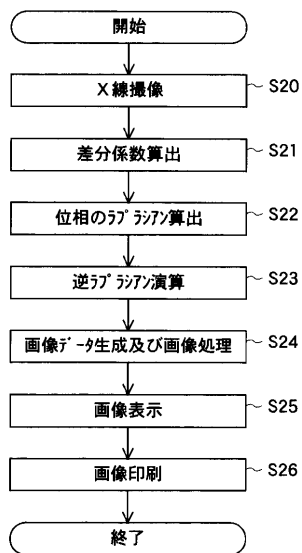 開始
X線撮像 S20
差分係数算出 S21
位相のﾗﾌﾟﾗｼｱﾝ算出 S22
逆ﾗﾌﾟﾗｼｱﾝ演算 S23
画像ﾃﾞｰﾀ生成及び画像処理 S24
画像表示 S25
画像印刷 S26
終了